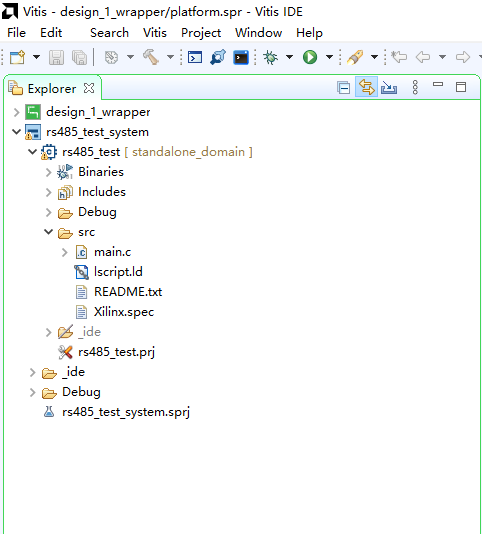 Vitis - design_1_wrapper/platform.spr - Vitis IDE
File Edit Search Vitis Project Window Help
Explorer
design_1_wrapper
rs485_test_system
rs485_test [ standalone_domain ]
Binaries
Includes
Debug
src
main.c
lscript.ld
README.txt
Xilinx.spec
_ide
rs485_test.prj
_ide
Debug
rs485_test_system.sprj